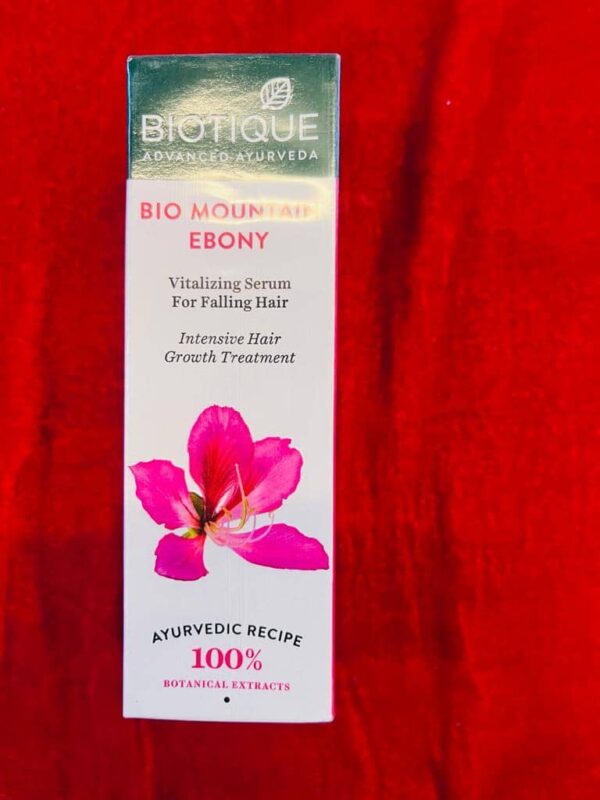 BIOTIQUE
ADVANCED AYURVEDA
BIO MOUNTAIN
EBONY
Vitalizing Serum
For Falling Hair
Intensive Hair
Growth Treatment
AYURVEDIC RECIPE
100%
BOTANICAL EXTRACTS